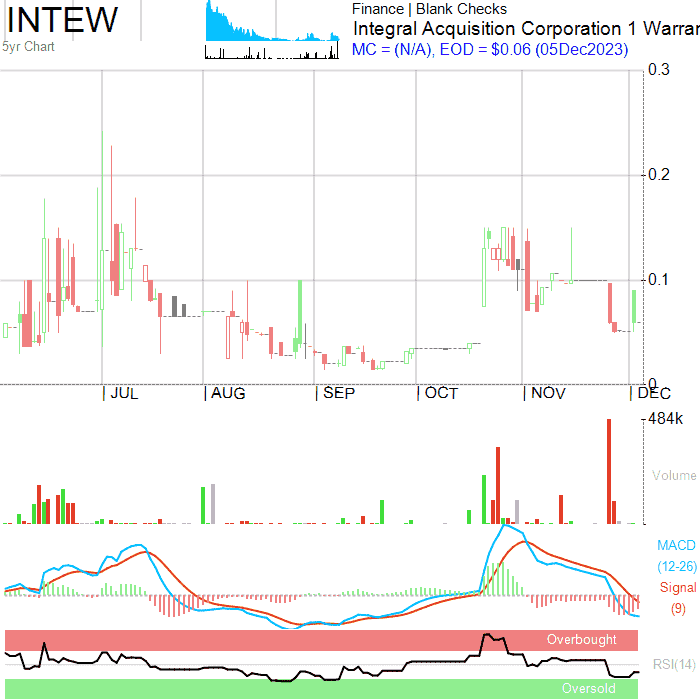 INTEW
5yr Chart
Finance | Blank Checks
Integral Acquisition Corporation 1 Warrar
MC = (N/A), EOD = $0.06 (05Dec2023)
0.3
0.2
0.1
0
| JUL | AUG | SEP | OCT | NOV | DEC
484k
Volume
MACD
(12-26)
Signal
(9)
Overbought
RSI(14)
Oversold